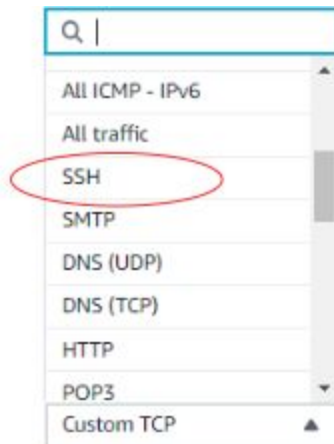 All ICMP - IPv6
All traffic
SSH
SMTP
DNS (UDP)
DNS (TCP)
HTTP
POP3
Custom TCP